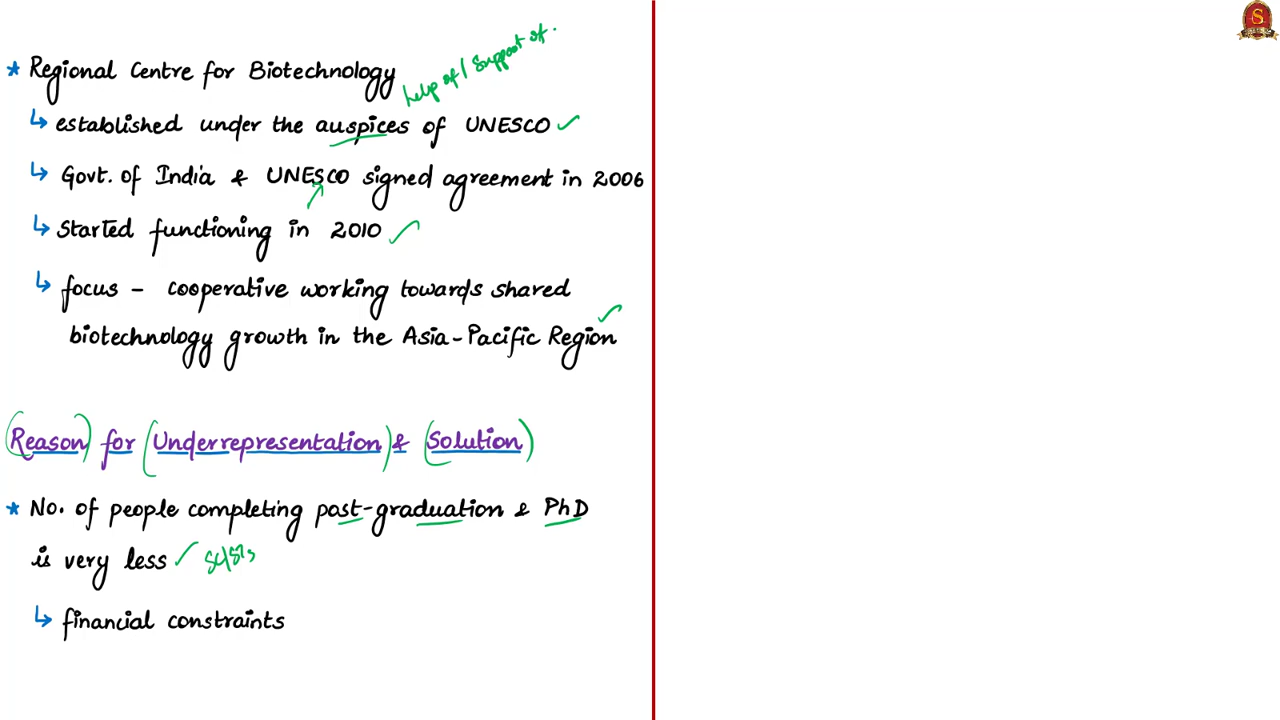 * Regional Centre for Biotechnology
help of / Support of.
↳ established under the auspices of UNESCO ✓
↳ Govt. of India & UNESCO signed agreement in 2006
↳ Started functioning in 2010 ✓
↳ focus - cooperative working towards shared
biotechnology growth in the Asia-Pacific Region ✓
(Reason) for (Underrepresentation) & (Solution)
* No. of people completing post-graduation & PhD
is very less ✓ SC/STs
↳ financial constraints
S